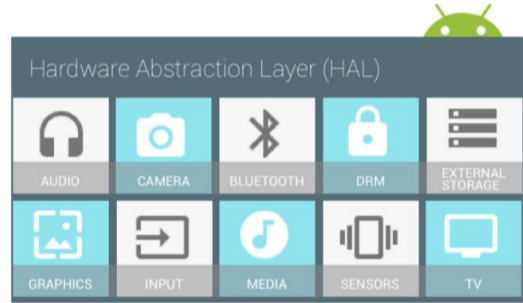 Hardware Abstraction Layer (HAL)
AUDIO
CAMERA
BLUETOOTH
DRM
EXTERNAL
STORAGE
GRAPHICS
INPUT
MEDIA
SENSORS
TV